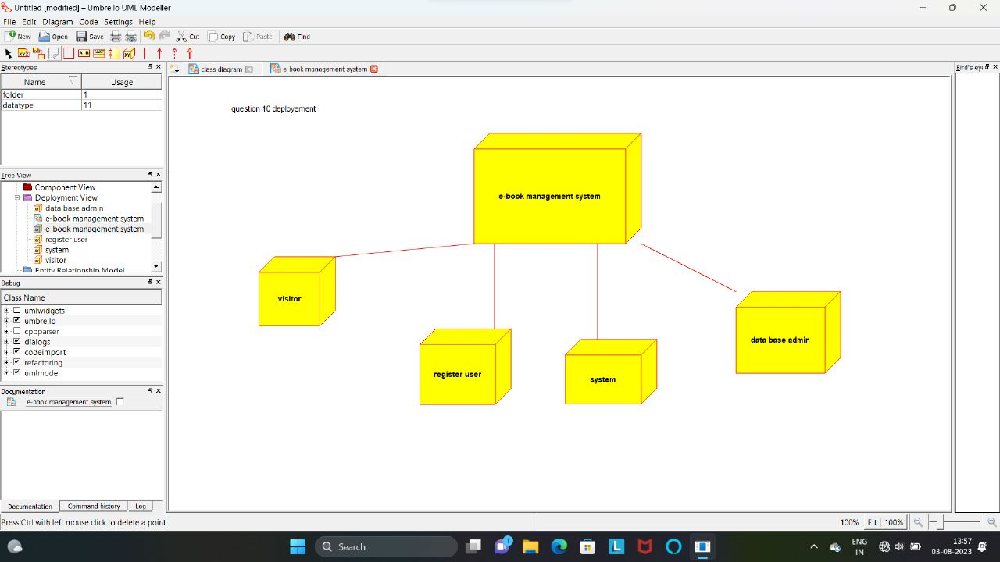 Untitled [modified] – Umbrello UML Modeller
File Edit Diagram Code Settings Help
New Open Save Cut Copy Paste Find
Stereotypes
Name Usage
folder 1
datatype 11
Tree View
Component View
Deployment View
data base admin
e-book management system
e-book management system
register user
system
visitor
Entity Relationship Model
Debug
Class Name
umlwidgets
umbrello
cppparser
dialogs
codeimport
refactoring
umlmodel
Documentation
e-book management system
Documentation Command history Log
class diagram e-book management system
Bird's ey
question 10 deployement
e-book management system
visitor
register user
system
data base admin
Press Ctrl with left mouse click to delete a point
100% Fit 100%
Search
1
L
ENG
IN
13:57
03-08-2023